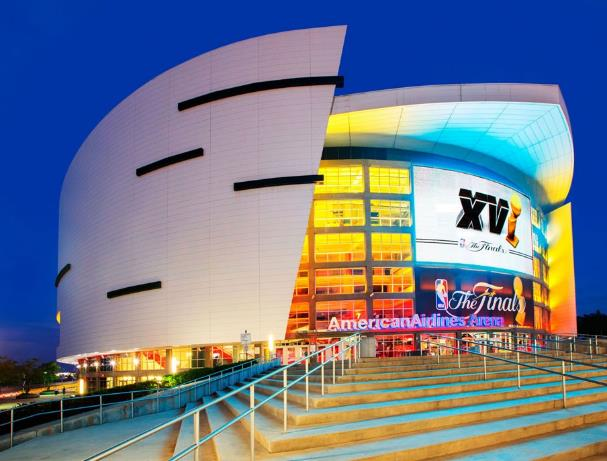 XVI
The Finals
The Finals
AmericanAirlines Arena